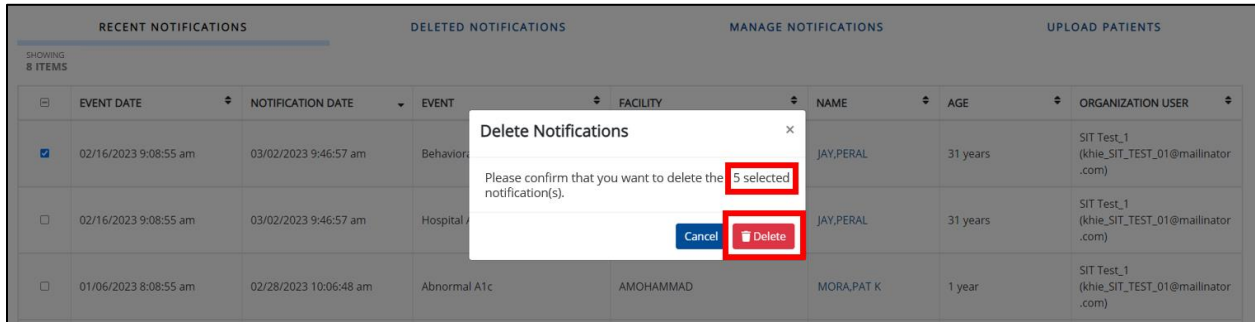 RECENT NOTIFICATIONS DELETED NOTIFICATIONS MANAGE NOTIFICATIONS UPLOAD PATIENTS
SHOWING
8 ITEMS
EVENT DATE NOTIFICATION DATE EVENT FACILITY NAME AGE ORGANIZATION USER
Delete Notifications ×
Please confirm that you want to delete the 5 selected
notification(s).
Cancel Delete
SIT Test_1
02/16/2023 9:08:55 am 03/02/2023 9:46:57 am JAY,PERAL 31 years (khie_SIT_TEST_01@mailinator
.com)
SIT Test_1
02/16/2023 9:08:55 am 03/02/2023 9:46:57 am Hospital JAY,PERAL 31 years (khie_SIT_TEST_01@mailinator
.com)
SIT Test_1
01/06/2023 8:08:55 am 02/28/2023 10:06:48 am Abnormal A1c AMOHAMMAD MORA,PAT K 1 year (khie_SIT_TEST_01@mailinator
.com)